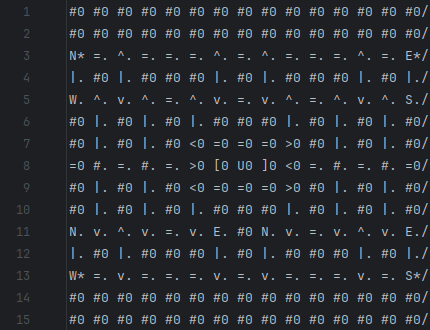 1 #0 #0 #0 #0 #0 #0 #0 #0 #0 #0 #0 #0 #0 #0 #0/
2 #0 #0 #0 #0 #0 #0 #0 #0 #0 #0 #0 #0 #0 #0 #0/
3 N* =. ^. =. =. =. ^. =. ^. =. =. =. ^. =. E*/
4 |. #0 |. #0 #0 #0 |. #0 |. #0 #0 #0 |. #0 |./
5 W. ^. v. ^. =. ^. v. =. v. ^. =. ^. v. ^. S./
6 #0 |. #0 |. #0 |. #0 #0 #0 |. #0 |. #0 |. #0/
7 #0 |. #0 |. #0 <0 =0 =0 =0 >0 #0 |. #0 |. #0/
8 =0 #. =. #. =. >0 [0 U0 ]0 <0 =. #. =. #. =0/
9 #0 |. #0 |. #0 <0 =0 =0 =0 >0 #0 |. #0 |. #0/
10 #0 |. #0 |. #0 |. #0 #0 #0 |. #0 |. #0 |. #0/
11 N. v. ^. v. =. v. E. #0 N. v. =. v. ^. v. E./
12 |. #0 |. #0 #0 #0 |. #0 |. #0 #0 #0 |. #0 |./
13 W* =. v. =. =. =. v. =. v. =. =. =. v. =. S*/
14 #0 #0 #0 #0 #0 #0 #0 #0 #0 #0 #0 #0 #0 #0 #0/
15 #0 #0 #0 #0 #0 #0 #0 #0 #0 #0 #0 #0 #0 #0 #0/